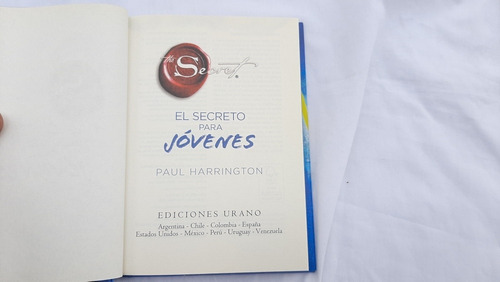 The
Secret
EL SECRETO
PARA
JÓVENES
PAUL HARRINGTON
EDICIONES URANO
Argentina - Chile - Colombia - España
Estados Unidos - México - Perú - Uruguay - Venezuela